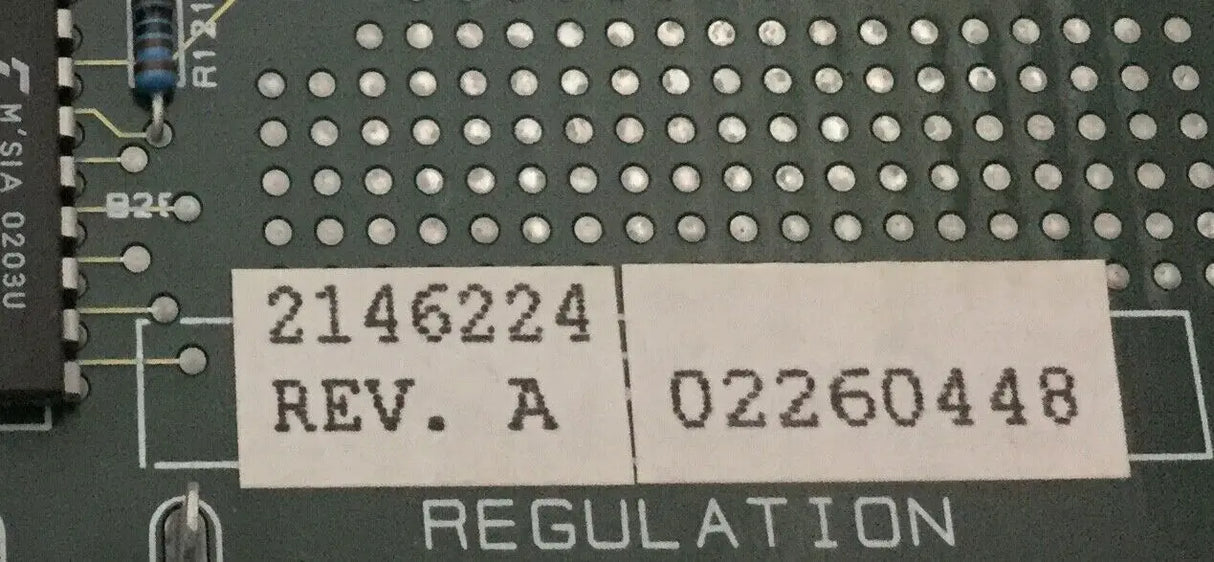 R121
M'SIA 0203U
2146224
REV. A
02260448
REGULATION